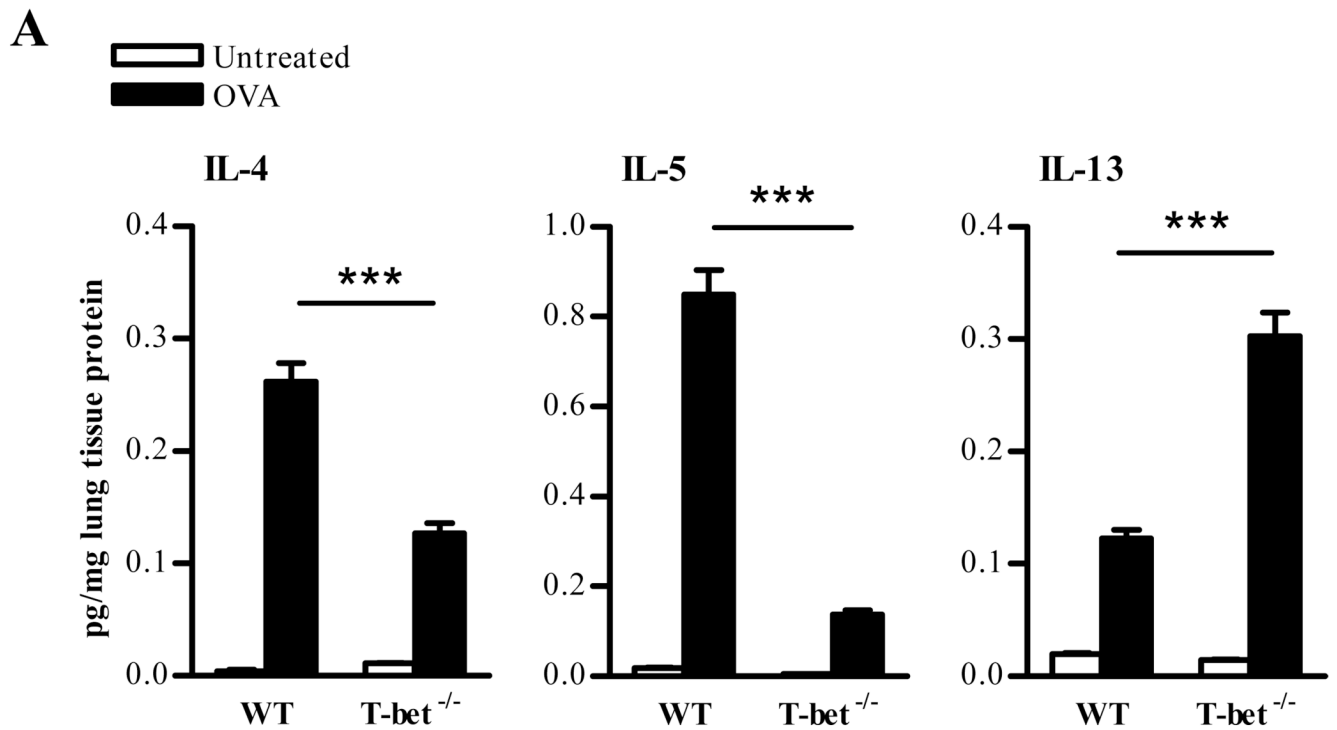 A
Untreated
OVA
IL-4
IL-5
IL-13
pg/mg lung tissue protein
0.4
0.3
0.2
0.1
0.0
***
WT
T-bet -/-
1.0
0.8
0.6
0.4
0.2
0.0
***
WT
T-bet -/-
0.4
0.3
0.2
0.1
0.0
***
WT
T-bet -/-